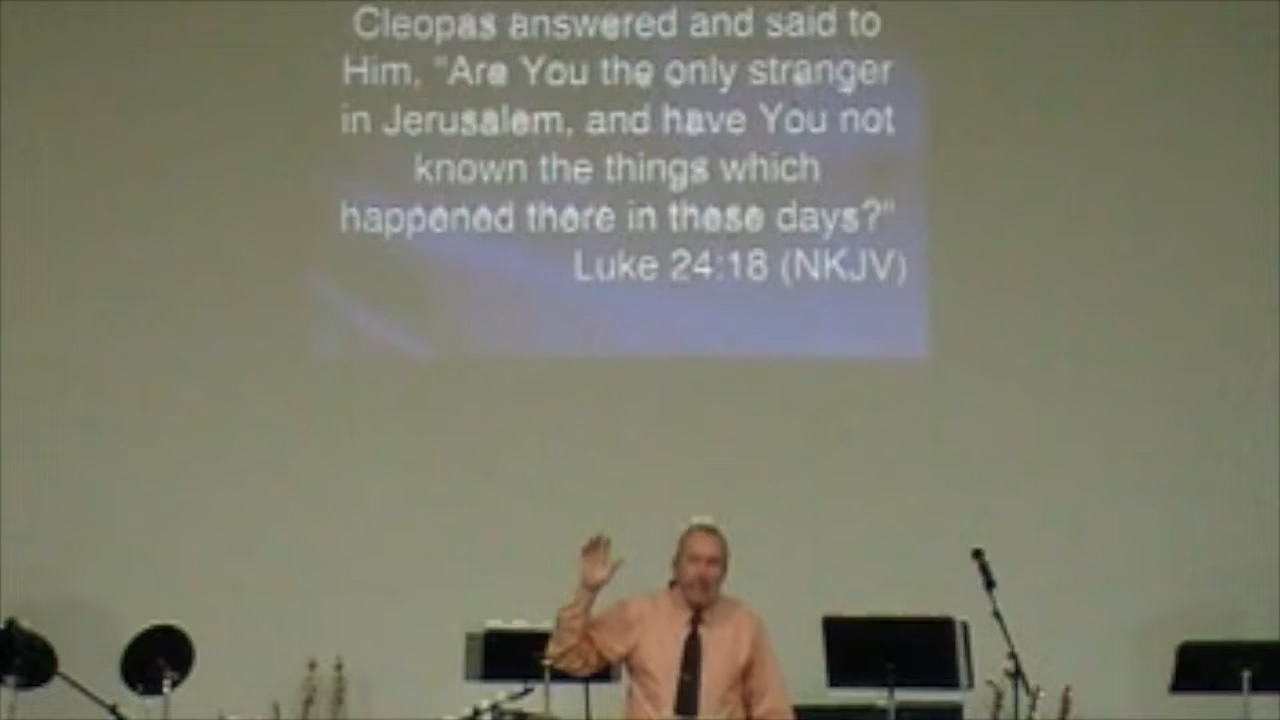 Cleopas answered and said to
Him, "Are You the only stranger
in Jerusalem, and have You not
known the things which
happened there in these days?"
Luke 24:18 (NKJV)